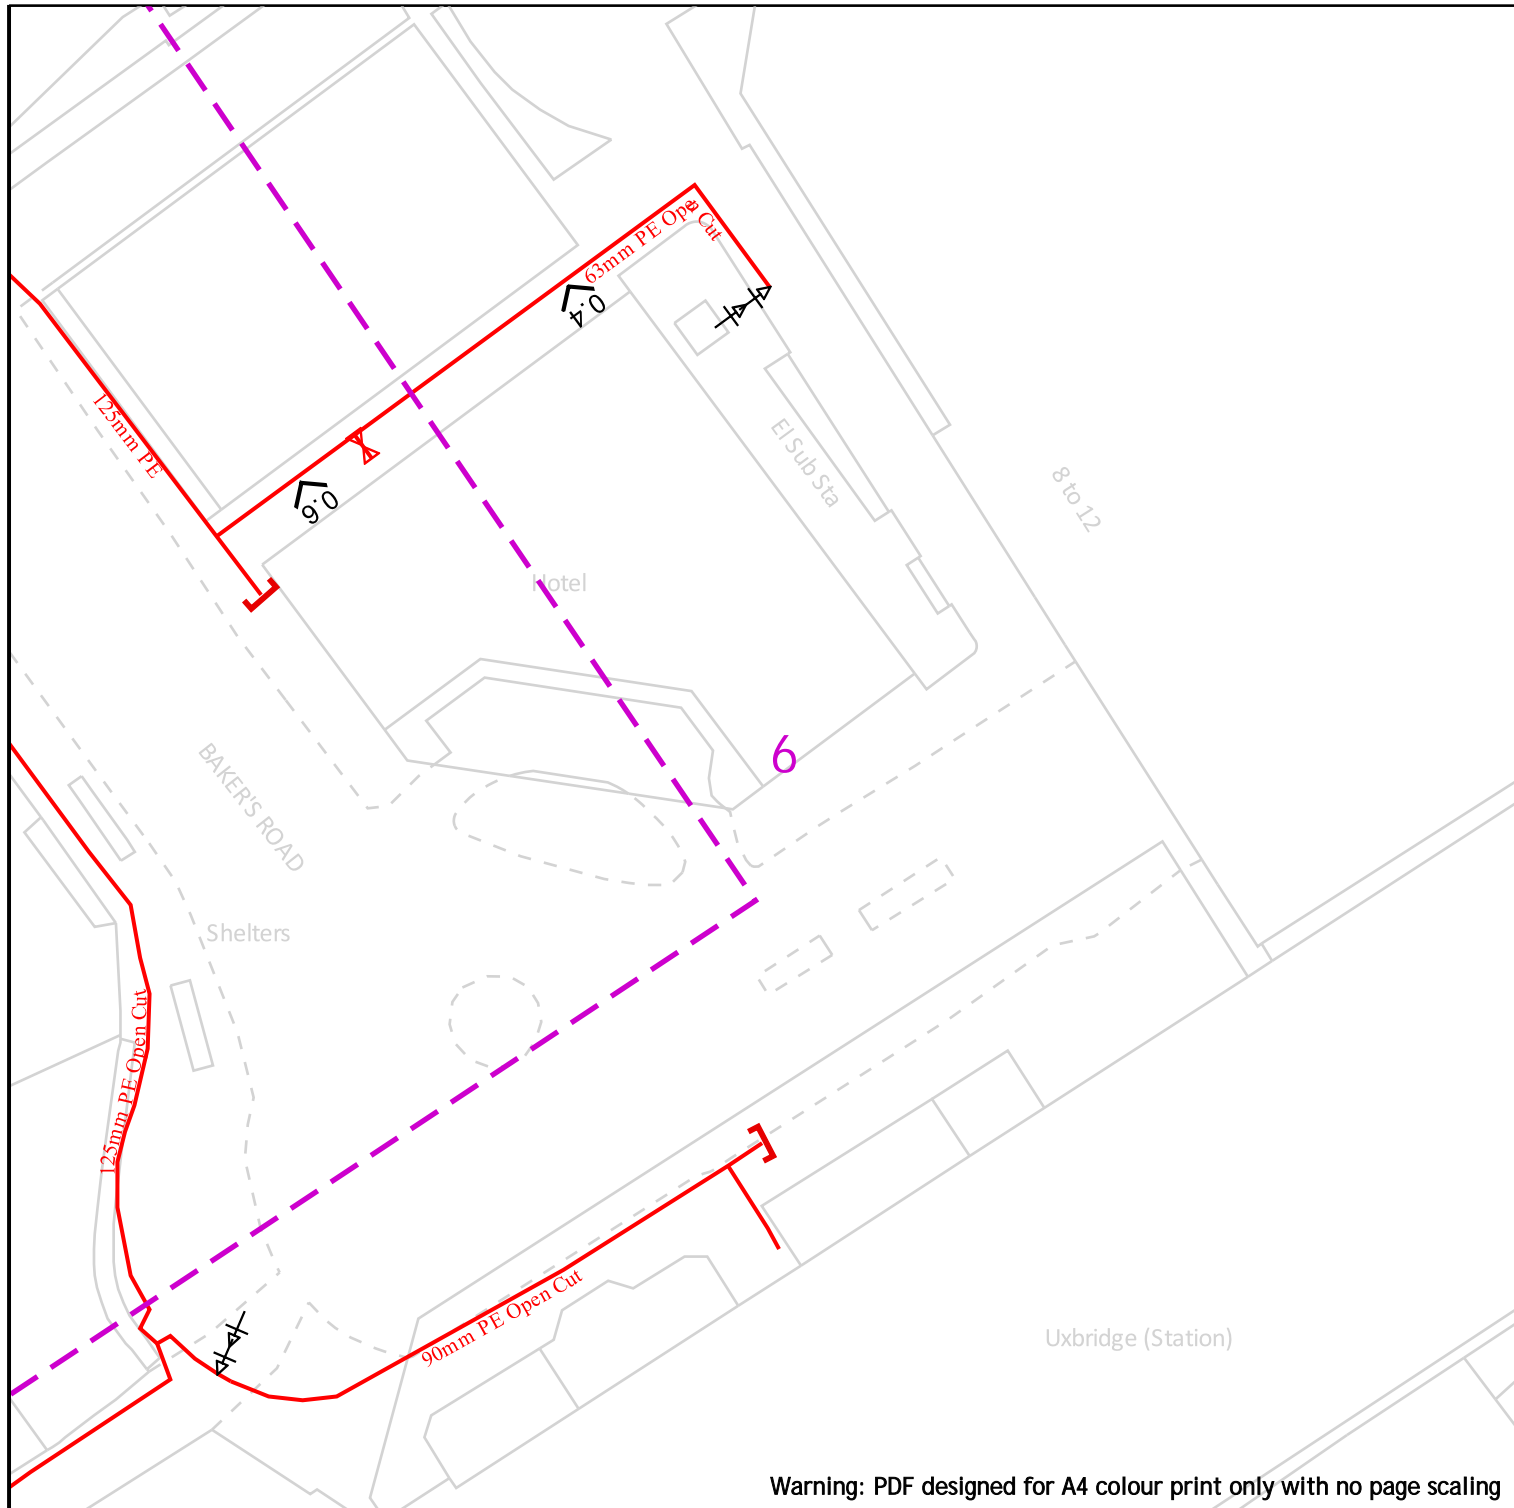 63mm PE Open Cut
0.4
125mm PE
0.6
El Sub Sta
8 to 12
Hotel
6
BAKER'S ROAD
Shelters
125mm PE Open Cut
90mm PE Open Cut
Uxbridge (Station)
Warning: PDF designed for A4 colour print only with no page scaling